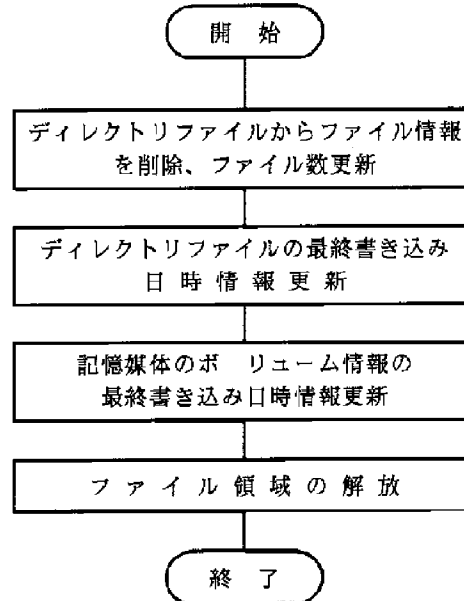 開始
ディレクトリファイルからファイル情報
を削除、ファイル数更新
ディレクトリファイルの最終書き込み
日時情報更新
記憶媒体のボ リューム情報の
最終書き込み日時情報更新
ファイル領域の解放
終了